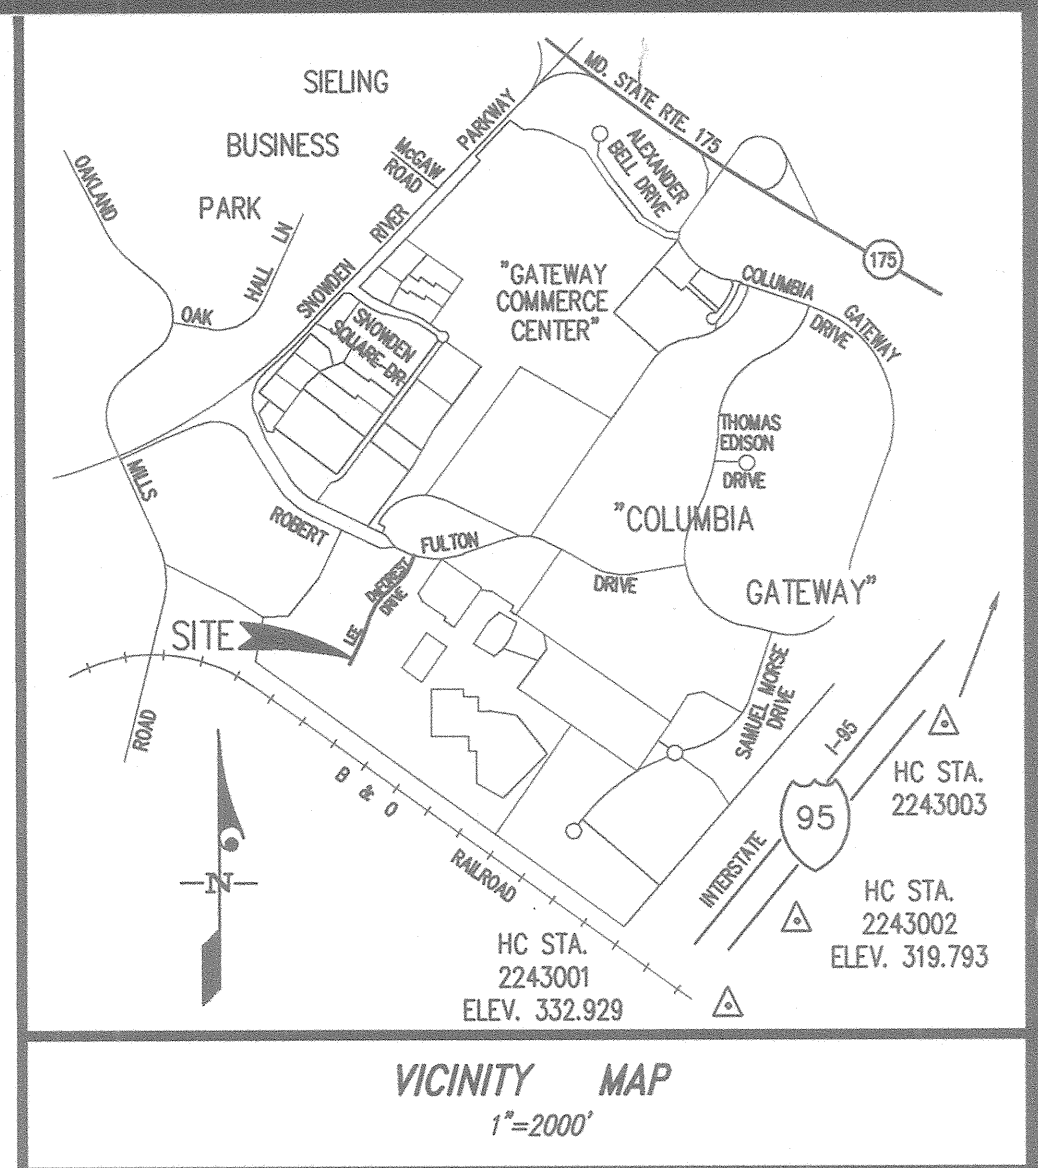 SIELING
BUSINESS
PARK
OAKLAND
MILLS
ROAD
OAK
HALL LN
McGAW
ROAD
SNOWDEN
RIVER
PARKWAY
MD. STATE RTE. 175
ALEXANDER
BELL DRIVE
175
"GATEWAY
COMMERCE
CENTER"
COLUMBIA
GATEWAY
DRIVE
SNOWDEN
SQUARE DR
THOMAS
EDISON
DRIVE
"COLUMBIA
GATEWAY"
ROBERT
FULTON
DRIVE
LEE
DeFOREST
DRIVE
SITE
SAMUEL MORSE
DRIVE
I-95
95
INTERSTATE
B & O
RAILROAD
N
HC STA.
2243003
HC STA.
2243002
ELEV. 319.793
HC STA.
2243001
ELEV. 332.929
VICINITY MAP
1"=2000'